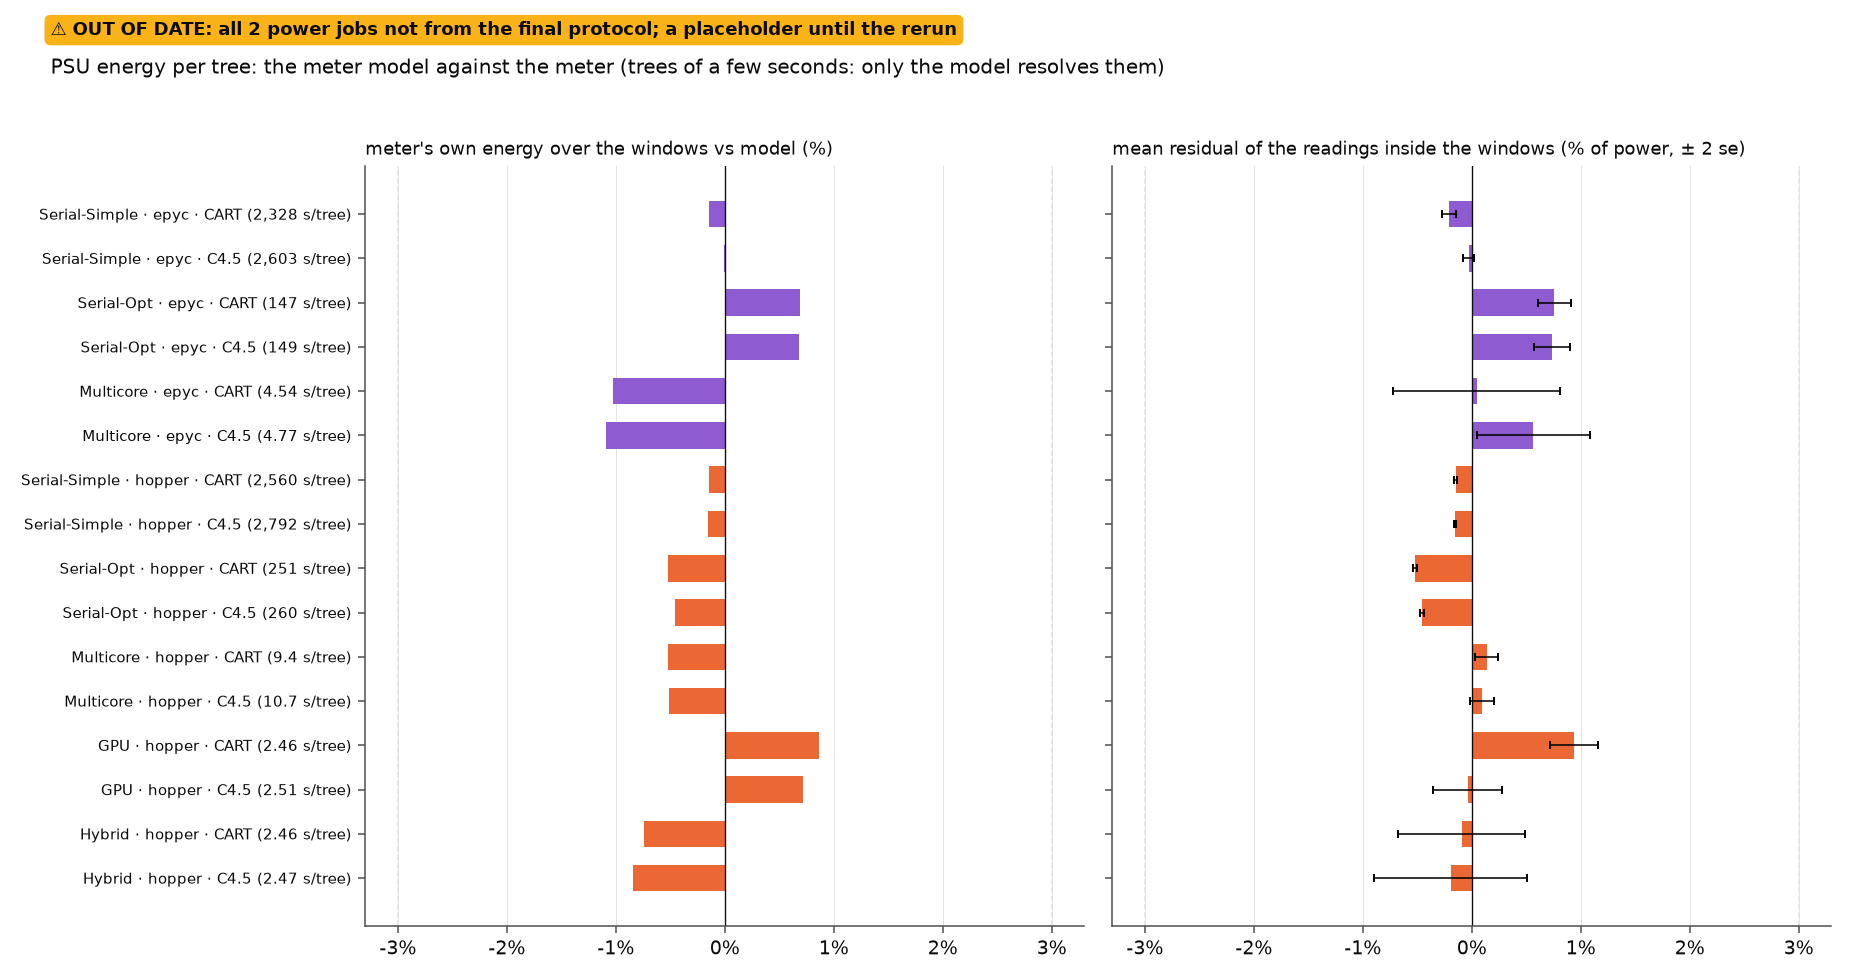 ⚠ OUT OF DATE: all 2 power jobs not from the final protocol; a placeholder until the rerun
PSU energy per tree: the meter model against the meter (trees of a few seconds: only the model resolves them)
meter's own energy over the windows vs model (%)
mean residual of the readings inside the windows (% of power, ± 2 se)
Serial-Simple · epyc · CART (2,328 s/tree)
Serial-Simple · epyc · C4.5 (2,603 s/tree)
Serial-Opt · epyc · CART (147 s/tree)
Serial-Opt · epyc · C4.5 (149 s/tree)
Multicore · epyc · CART (4.54 s/tree)
Multicore · epyc · C4.5 (4.77 s/tree)
Serial-Simple · hopper · CART (2,560 s/tree)
Serial-Simple · hopper · C4.5 (2,792 s/tree)
Serial-Opt · hopper · CART (251 s/tree)
Serial-Opt · hopper · C4.5 (260 s/tree)
Multicore · hopper · CART (9.4 s/tree)
Multicore · hopper · C4.5 (10.7 s/tree)
GPU · hopper · CART (2.46 s/tree)
GPU · hopper · C4.5 (2.51 s/tree)
Hybrid · hopper · CART (2.46 s/tree)
Hybrid · hopper · C4.5 (2.47 s/tree)
-3% -2% -1% 0% 1% 2% 3%
-3% -2% -1% 0% 1% 2% 3%